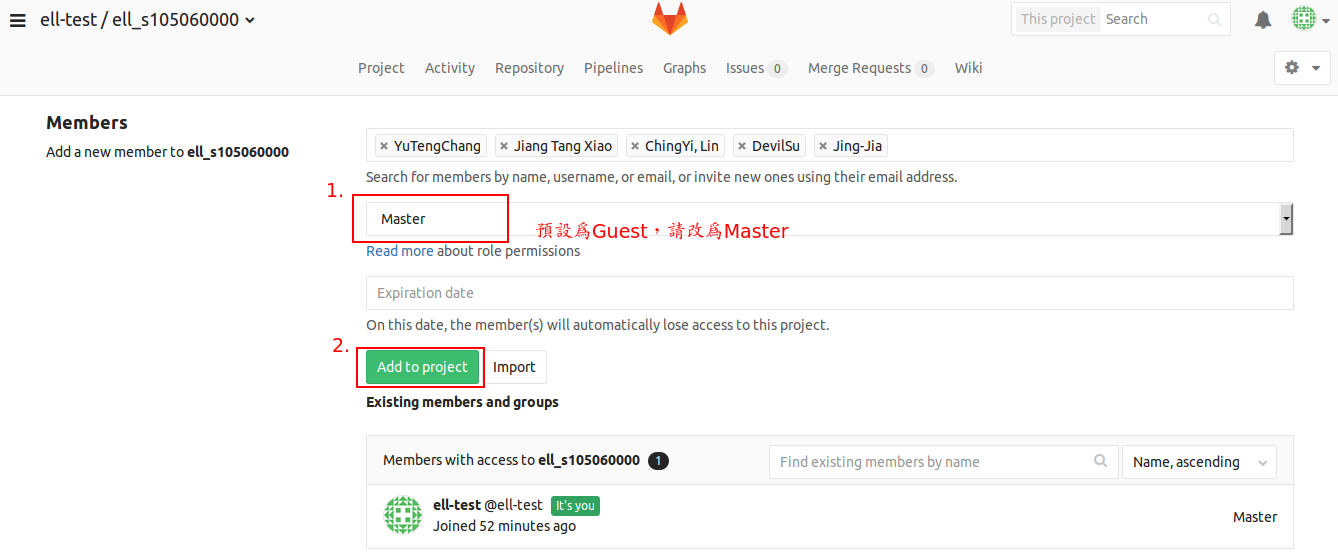 ell-test / ell_s105060000
This project Search
Project Activity Repository Pipelines Graphs Issues 0 Merge Requests 0 Wiki
Members
Add a new member to ell_s105060000
× YuTengChang × Jiang Tang Xiao × ChingYi, Lin × DevilSu × Jing-Jia
Search for members by name, username, or email, or invite new ones using their email address.
1.
Master
預設為Guest，請改為Master
Read more about role permissions
Expiration date
On this date, the member(s) will automatically lose access to this project.
2.
Add to project Import
Existing members and groups
Members with access to ell_s105060000 1 Find existing members by name Name, ascending
ell-test @ell-test It's you
Joined 52 minutes ago
Master